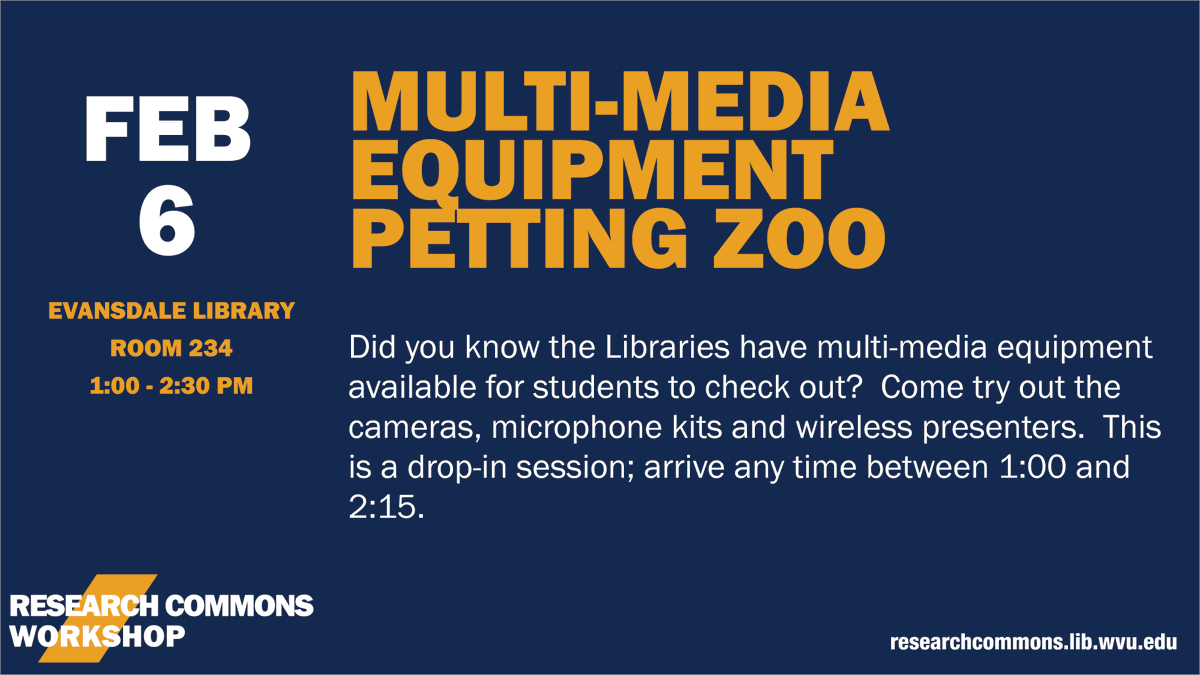 FEB
6
EVANSDALE LIBRARY
ROOM 234
1:00 - 2:30 PM
MULTI-MEDIA
EQUIPMENT
PETTING ZOO
Did you know the Libraries have multi-media equipment
available for students to check out?  Come try out the
cameras, microphone kits and wireless presenters.  This
is a drop-in session; arrive any time between 1:00 and
2:15.
RESEARCH COMMONS
WORKSHOP
researchcommons.lib.wvu.edu